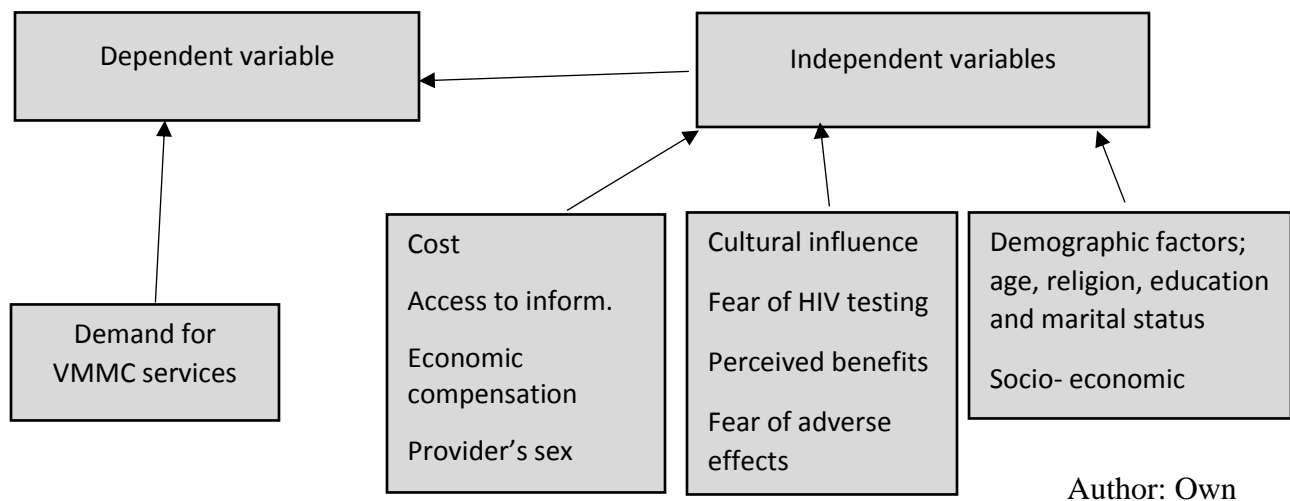 Dependent variable
Independent variables
Demand for
VMMC services
Cost
Access to inform.
Economic
compensation
Provider’s sex
Cultural influence
Fear of HIV testing
Perceived benefits
Fear of adverse
effects
Demographic factors;
age, religion, education
and marital status
Socio- economic
Author: Own